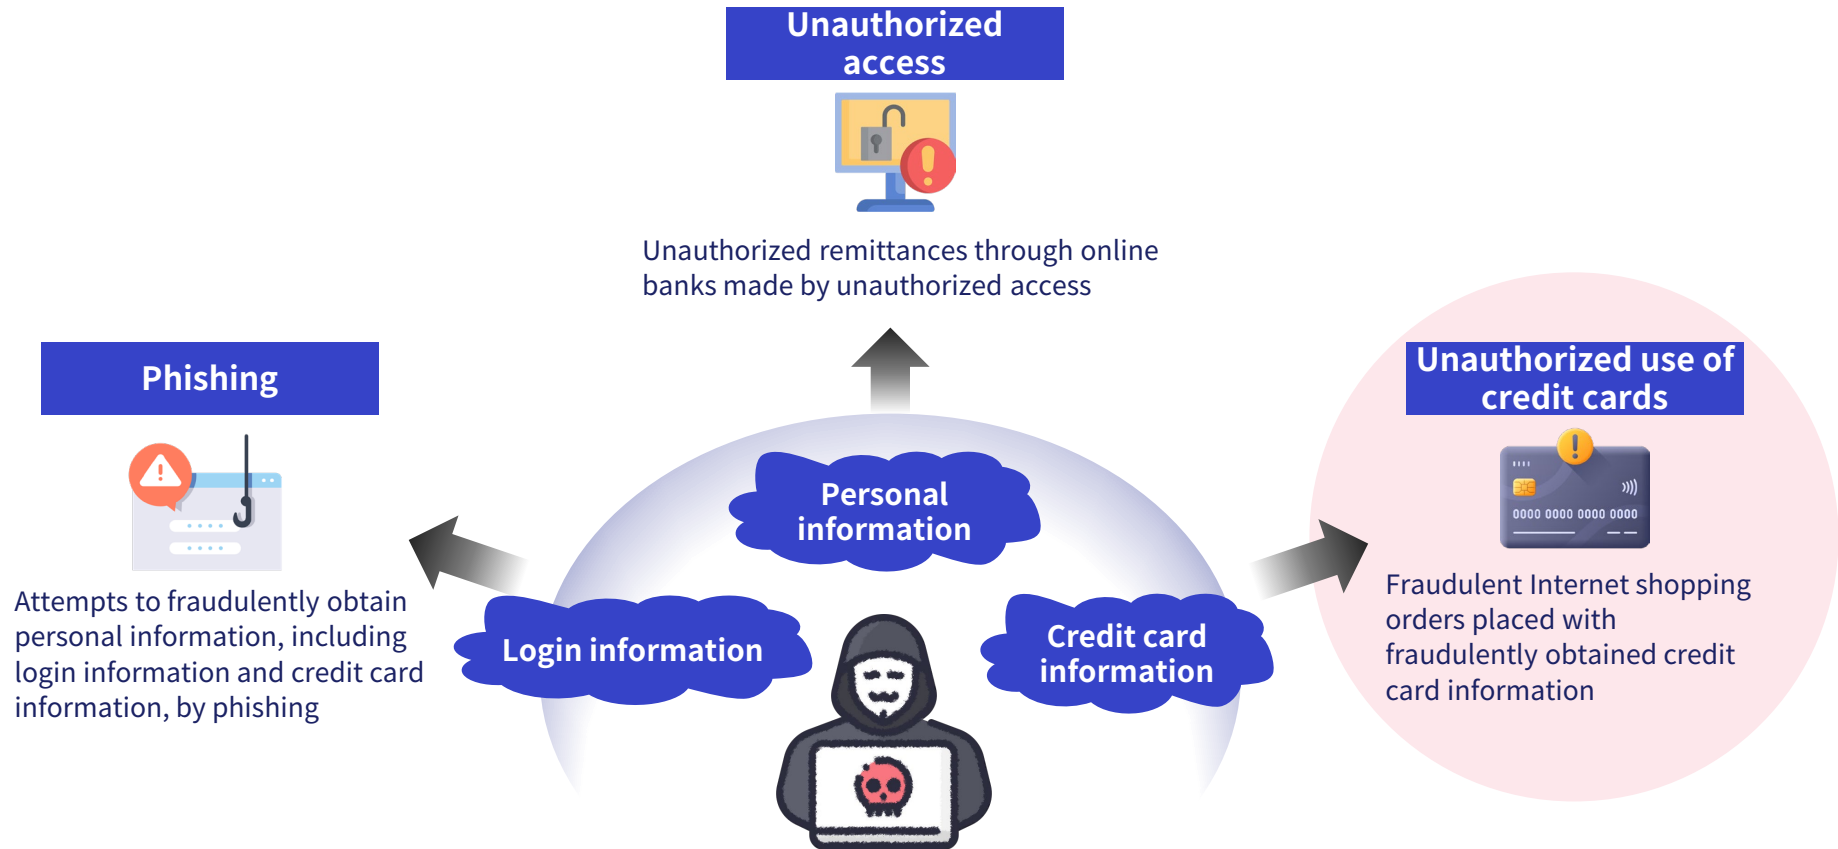 Unauthorized
access
Unauthorized remittances through online
banks made by unauthorized access
Phishing
Attempts to fraudulently obtain
personal information, including
login information and credit card
information, by phishing
Personal
information
Login information
Credit card
information
Unauthorized use of
credit cards
0000 0000 0000 0000
Fraudulent Internet shopping
orders placed with
fraudulently obtained credit
card information